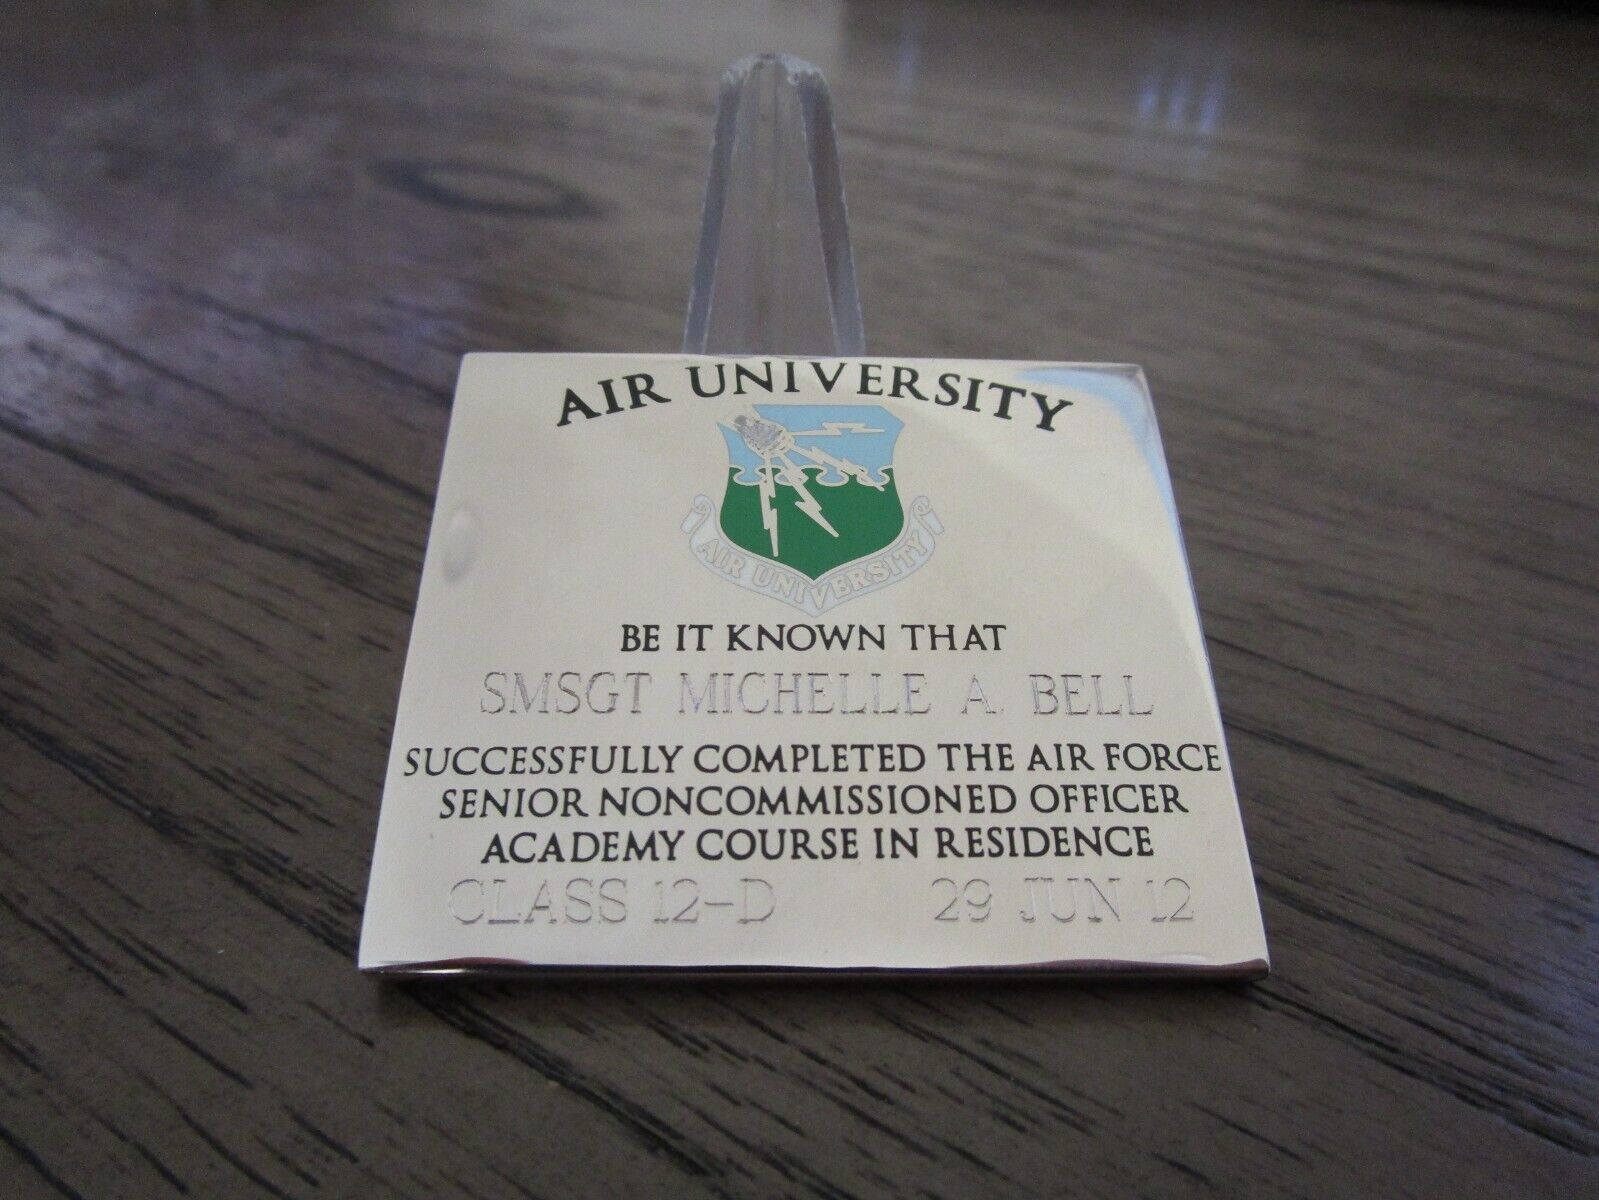 AIR UNIVERSITY
AIR UNIVERSITY
BE IT KNOWN THAT
SMSGT MICHELLE A. BELL
SUCCESSFULLY COMPLETED THE AIR FORCE
SENIOR NONCOMMISSIONED OFFICER
ACADEMY COURSE IN RESIDENCE
CLASS 12-D 29 JUN 12